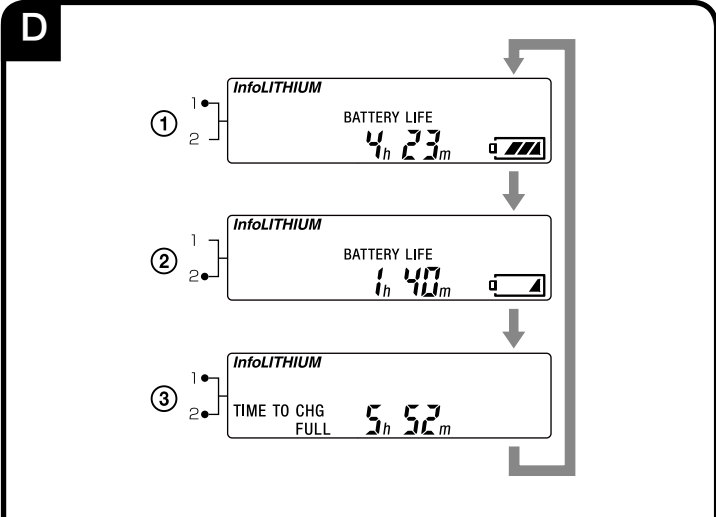 D
InfoLITHIUM
1
① BATTERY LIFE
2
4h 23m
InfoLITHIUM
1
② BATTERY LIFE
2
1h 40m
InfoLITHIUM
1
③
2 TIME TO CHG 5h 52m
FULL